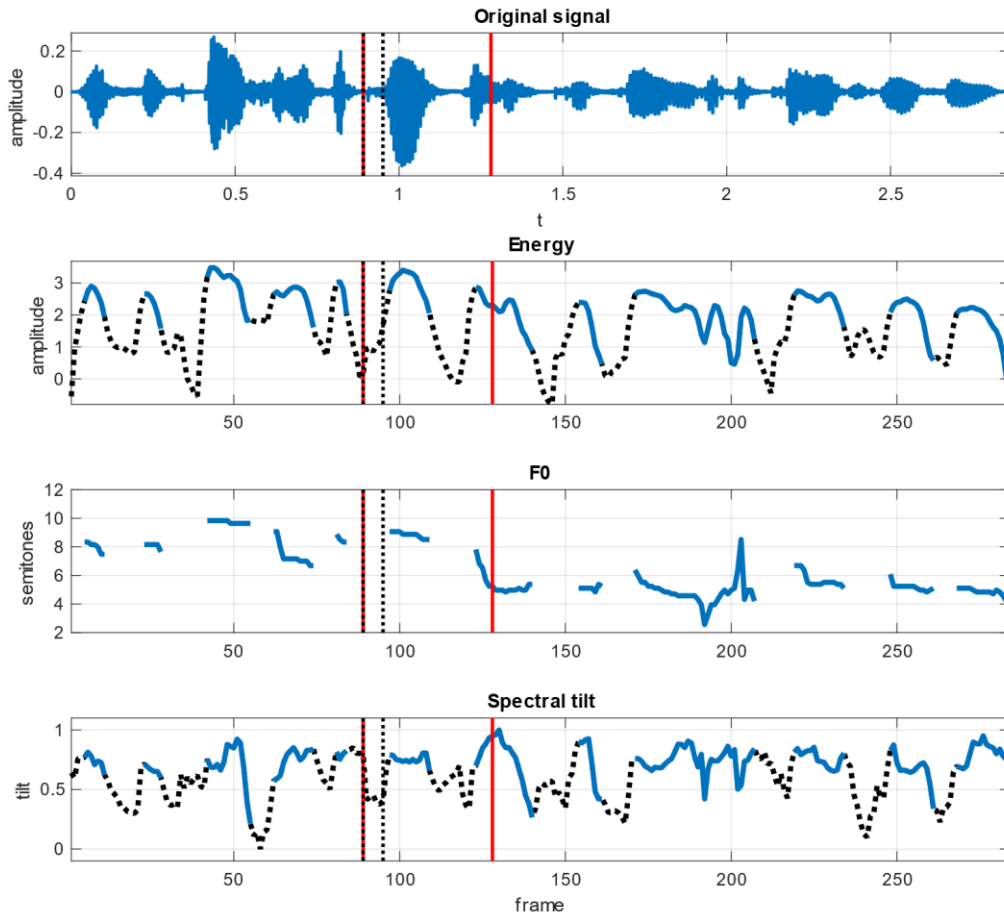 Original signal
amplitude
0.2
0
-0.2
-0.4
0 0.5 1 1.5 2 2.5
t
Energy
amplitude
3
2
1
0
50 100 150 200 250
F0
semitones
12
10
8
6
4
2
50 100 150 200 250
Spectral tilt
tilt
1
0.5
0
50 100 150 200 250
frame